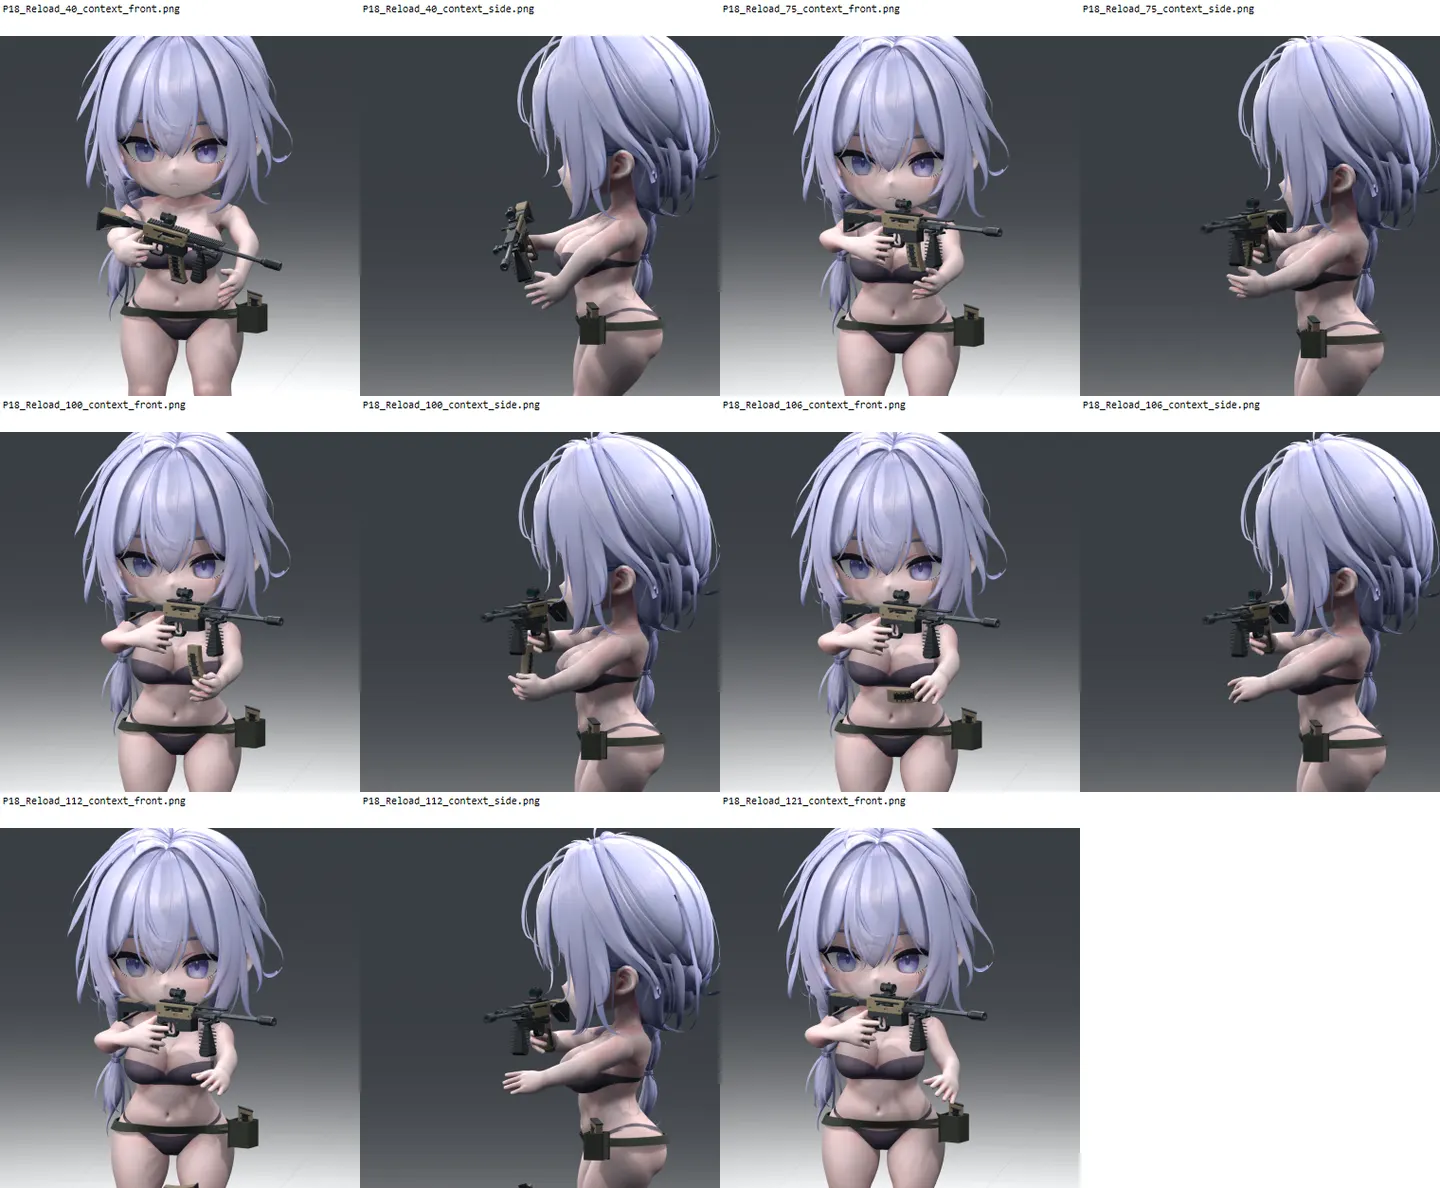 P18_Reload_40_context_front.png
P18_Reload_40_context_side.png
P18_Reload_75_context_front.png
P18_Reload_75_context_side.png
P18_Reload_100_context_front.png
P18_Reload_100_context_side.png
P18_Reload_106_context_front.png
P18_Reload_106_context_side.png
P18_Reload_112_context_front.png
P18_Reload_112_context_side.png
P18_Reload_121_context_front.png